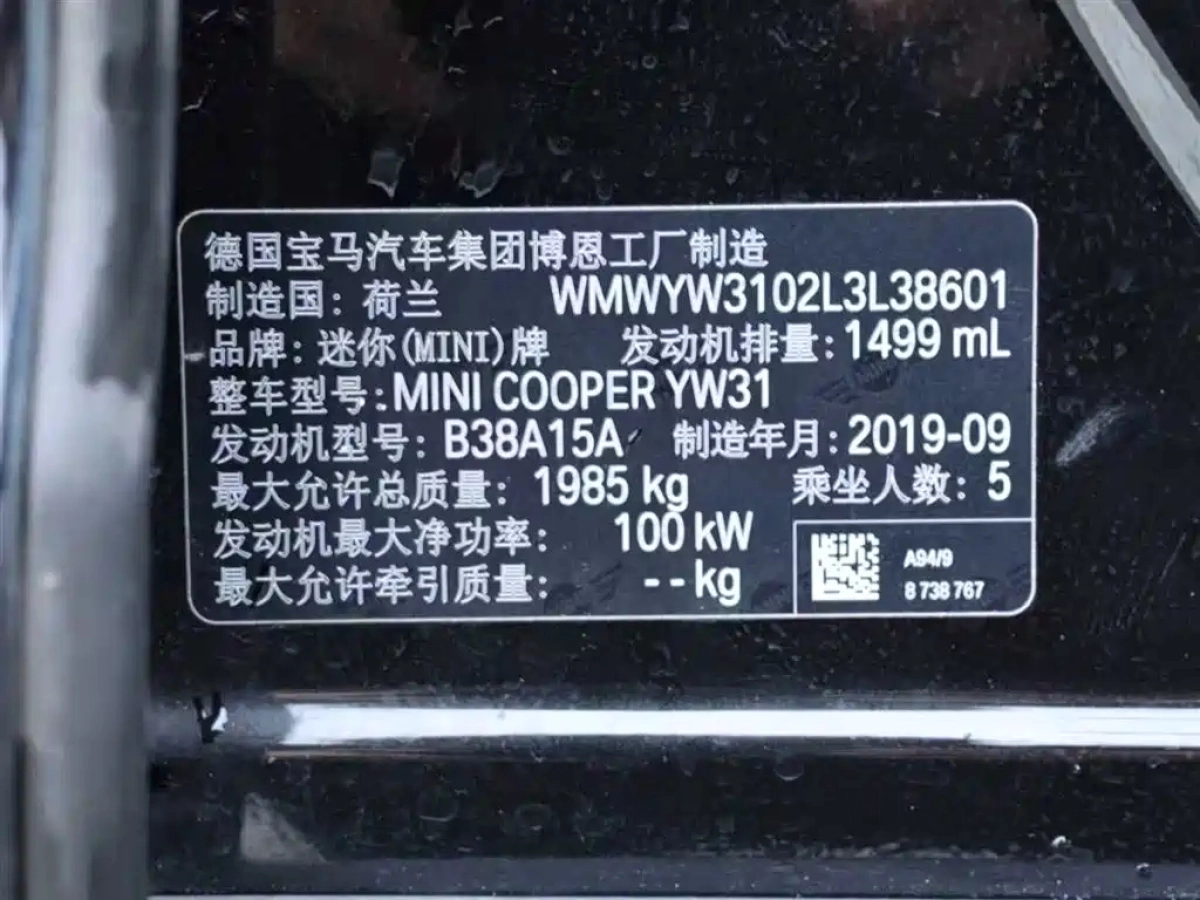 德国宝马汽车集团博恩工厂制造
制造国：荷兰 WMWYW3102L3L38601
品牌：迷你(MINI)牌 发动机排量：1499 mL
整车型号：MINI COOPER YW31
发动机型号：B38A15A 制造年月：2019-09
最大允许总质量：1985 kg 乘坐人数：5
发动机最大净功率：100 kW
最大允许牵引质量：--kg
A94/9
8 738 767